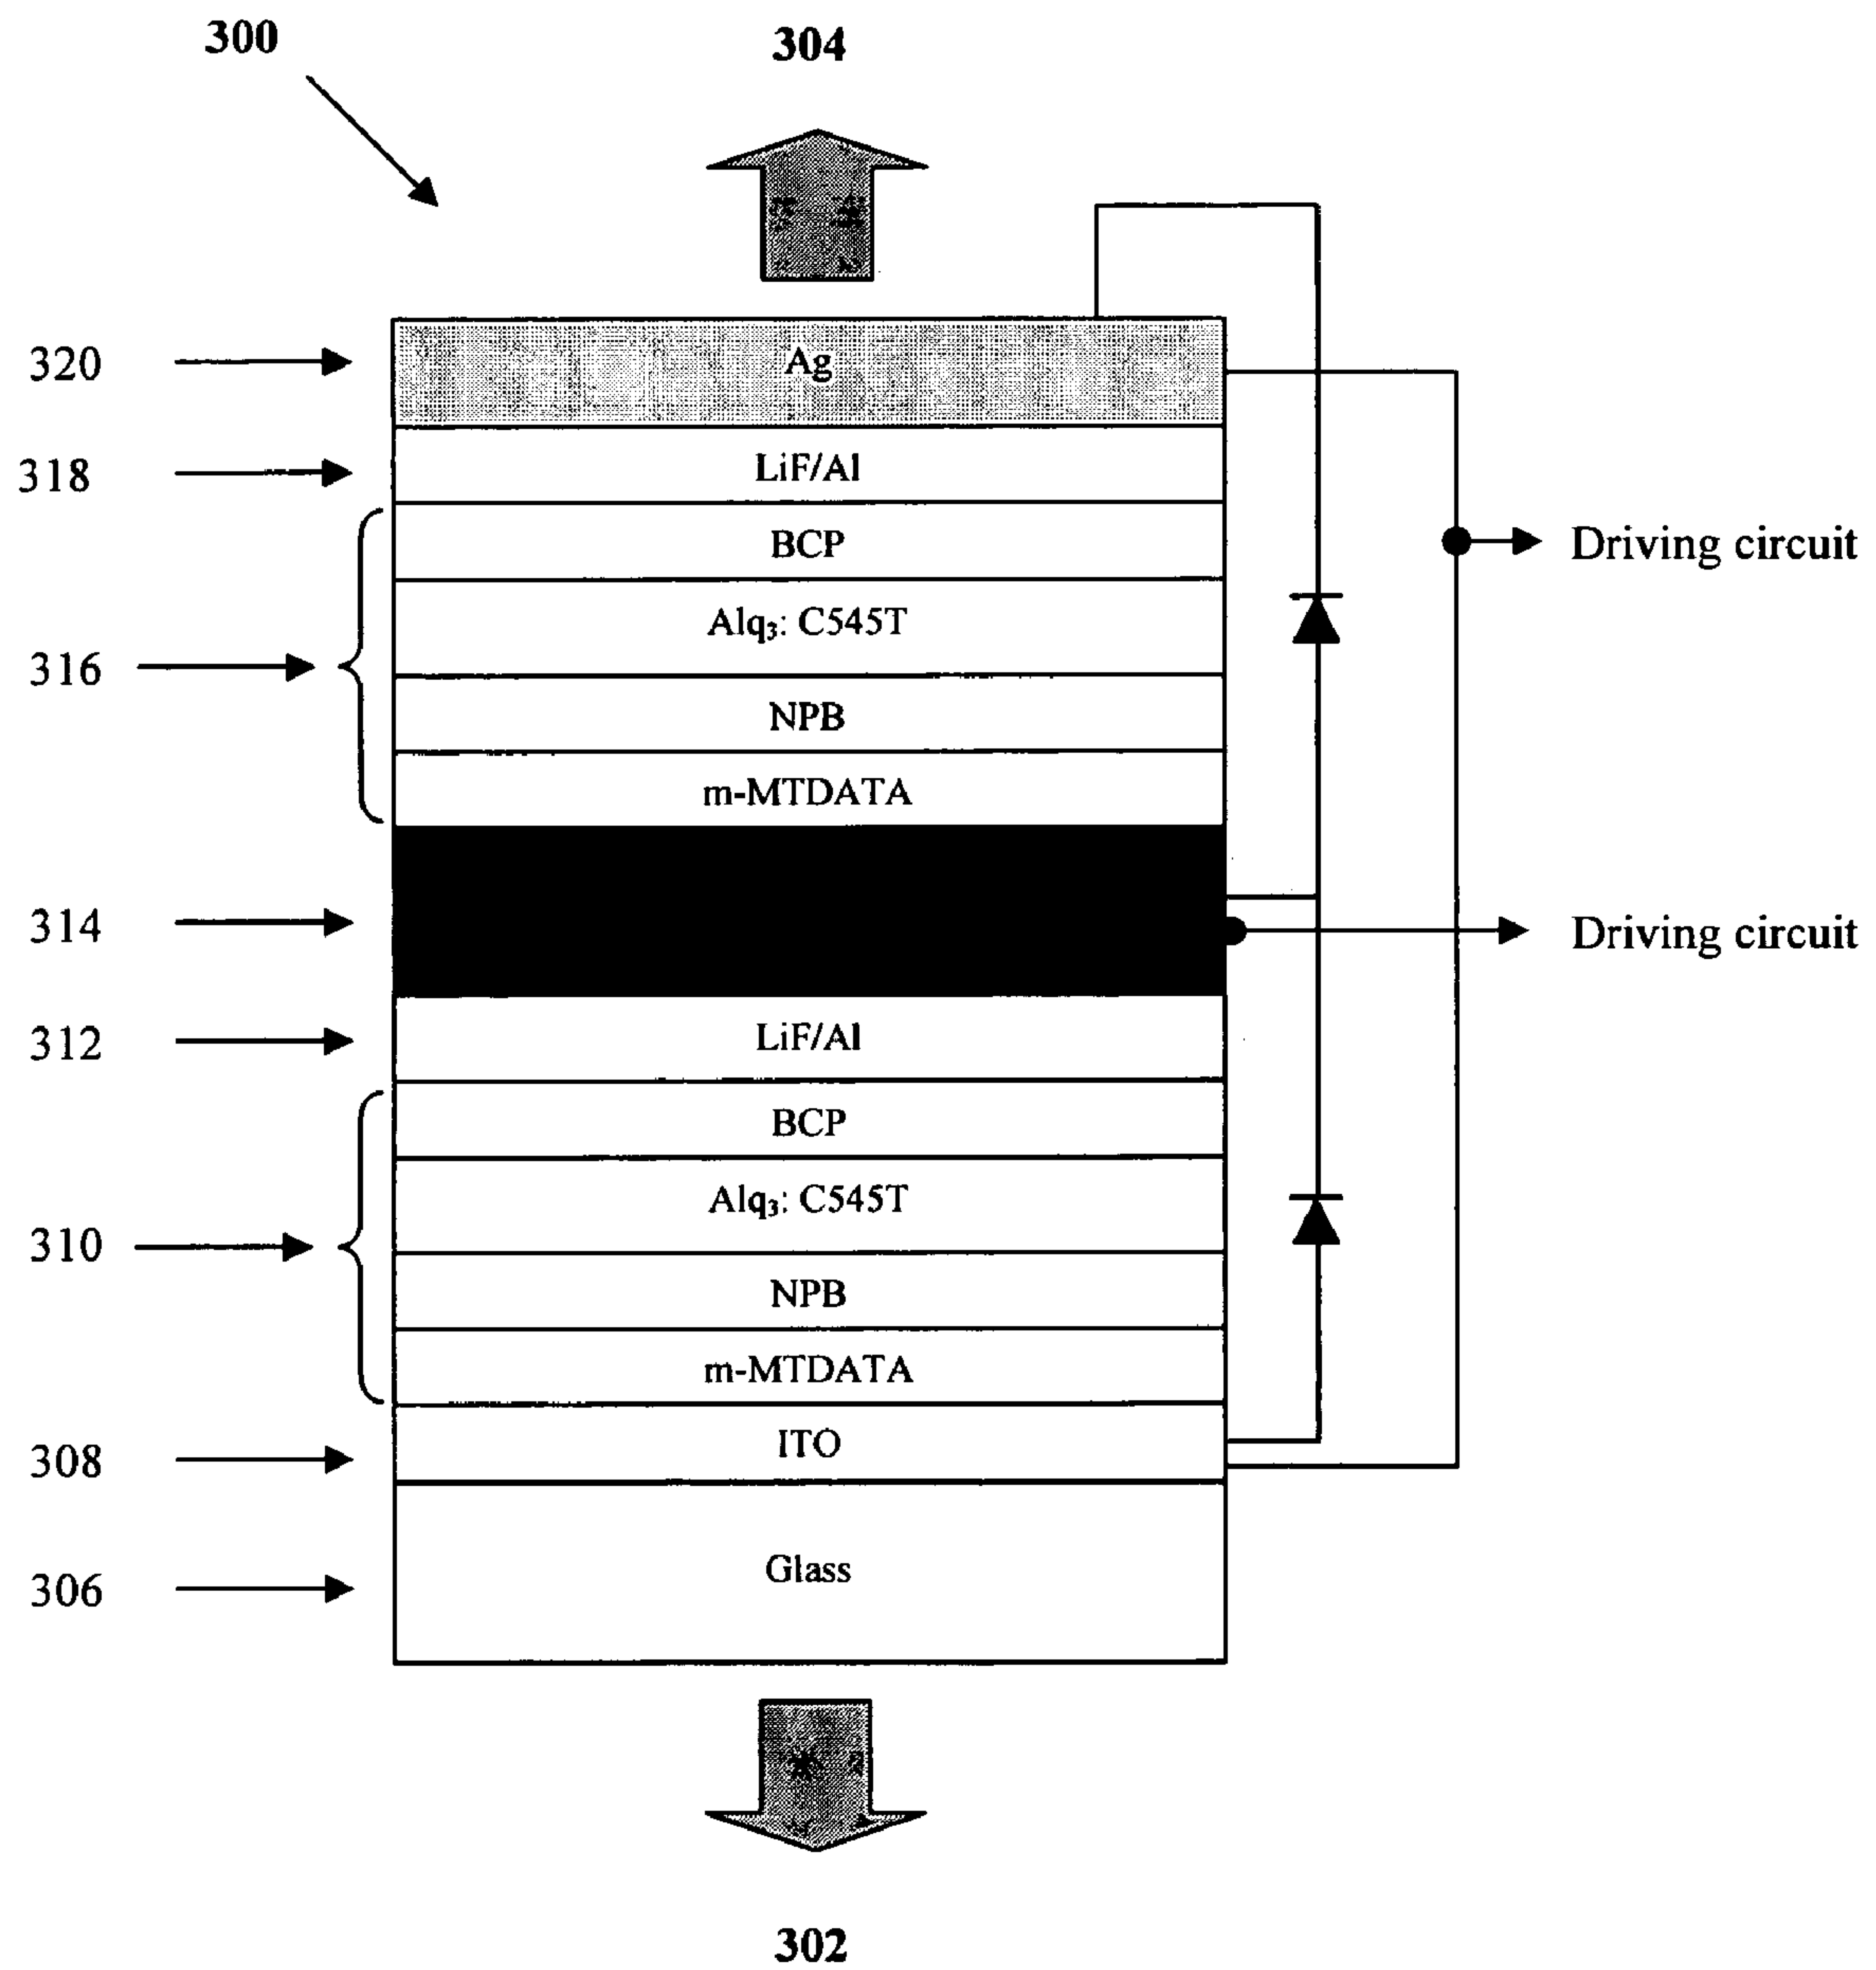 300
304
320
Ag
318
LiF/Al
BCP
Driving circuit
Alq₃: C545T
316
NPB
m-MTDATA
314
Driving circuit
312
LiF/Al
BCP
Alq₃: C545T
310
NPB
m-MTDATA
308
ITO
306
Glass
302